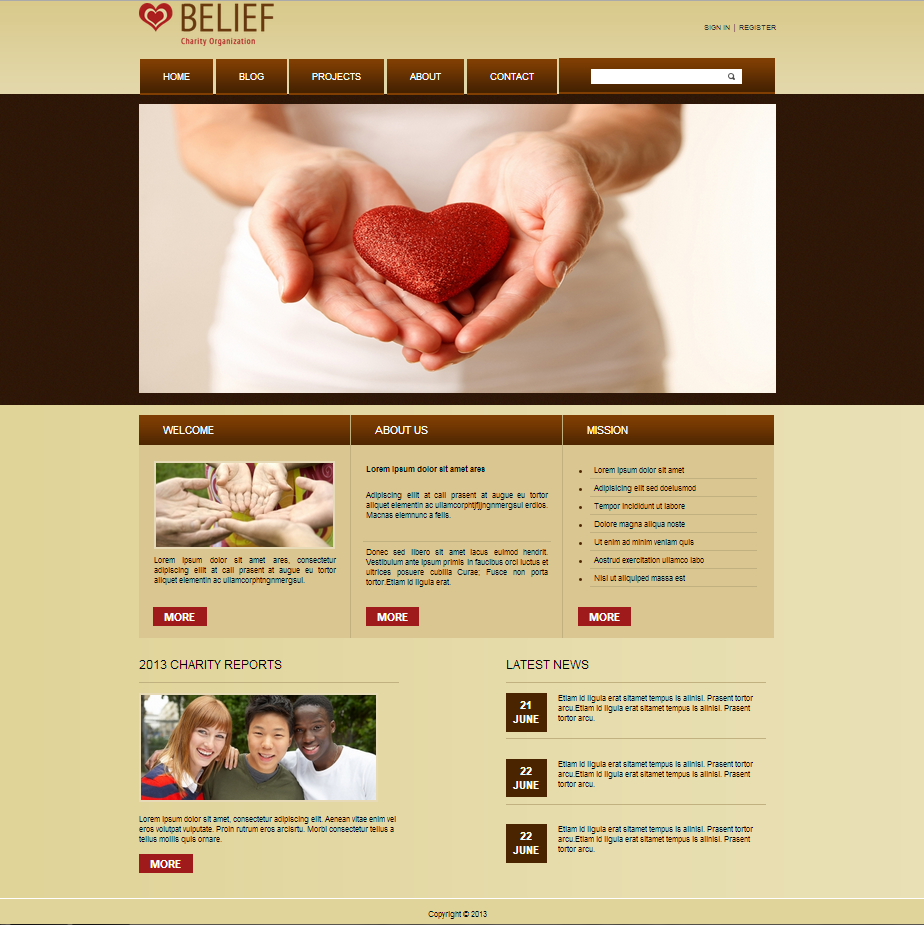 BELIEF
Charity Organization
SIGN IN | REGISTER
HOME
BLOG
PROJECTS
ABOUT
CONTACT
WELCOME
Lorem ipsum dolor sit amet ares, consectetur
adipiscing elit at cali prasent at augue eu tortor
aliquet elementin ac ullamcorphtngnmergsul.
MORE
ABOUT US
Lorem ipsum dolor sit amet ares
Adipiscing elilt at cali prasent at augue eu tortor
aliquet elementin ac ullamcorphtjfjjngnmergsul erdios.
Macnas elemnunc a felis.
Donec sed libero sit amet lacus euimod hendrit.
Vestibulum ante ipsum primis in faucibus orci luctus et
ultrices posuere cubilia Curae; Fusce non porta
tortor.Etiam id ligula erat.
MORE
MISSION
Lorem ipsum dolor sit amet
Adipisicing elit sed doeiusmod
Tempor incididunt ut labore
Dolore magna aliqua noste
Ut enim ad minim veniam quis
Aostrud exercitation ullamco labo
Nisi ut aliquiped massa est
MORE
2013 CHARITY REPORTS
Lorem ipsum dolor sit amet, consectetur adipiscing elit. Aenean vitae enim vel
eros volutpat vulputate. Proin rutrum eros arcisrtu. Morbi consectetur tellus a
tellus mollis quis ornare.
MORE
LATEST NEWS
21
JUNE
Etiam id ligula erat sitamet tempus is alinisi. Prasent tortor
arcu.Etiam id ligula erat sitamet tempus is alinisi. Prasent
tortor arcu.
22
JUNE
Etiam id ligula erat sitamet tempus is alinisi. Prasent tortor
arcu.Etiam id ligula erat sitamet tempus is alinisi. Prasent
tortor arcu.
22
JUNE
Etiam id ligula erat sitamet tempus is alinisi. Prasent tortor
arcu.Etiam id ligula erat sitamet tempus is alinisi. Prasent
tortor arcu.
Copyright © 2013